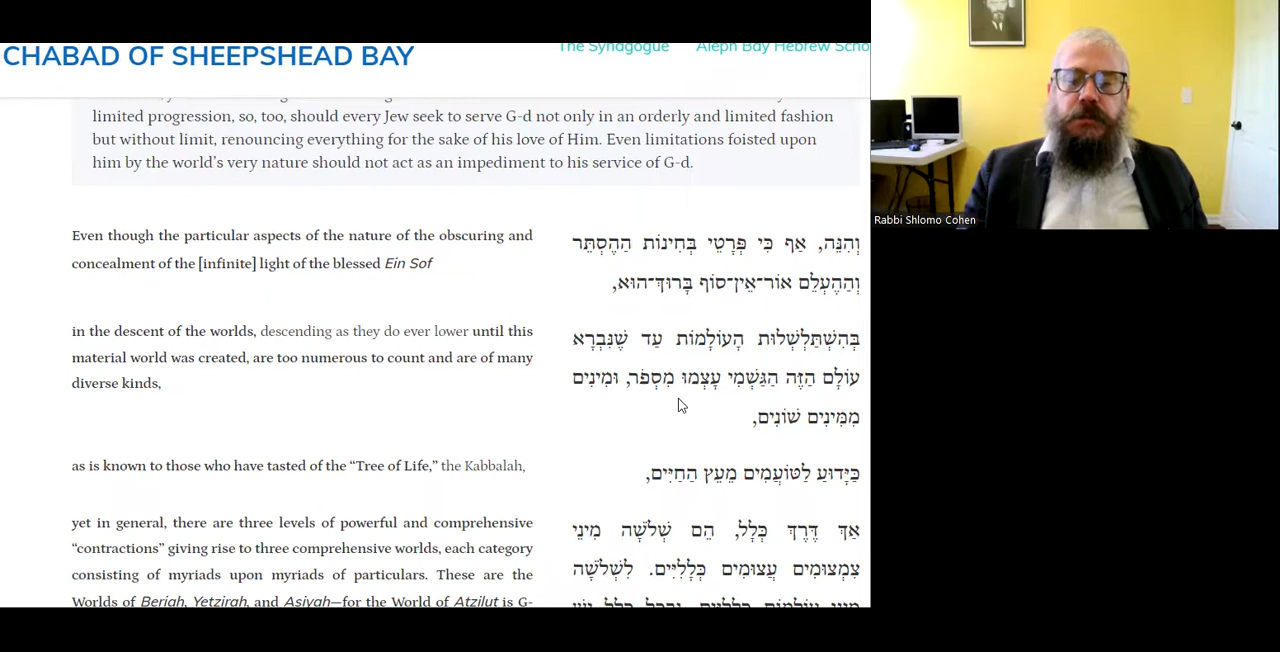 CHABAD OF SHEEPSHEAD BAY
The Synagogue
Aleph Bay Hebrew Scho
limited progression, so, too, should every Jew seek to serve G-d not only in an orderly and limited fashion
but without limit, renouncing everything for the sake of his love of Him. Even limitations foisted upon
him by the world’s very nature should not act as an impediment to his service of G-d.
Even though the particular aspects of the nature of the obscuring and
concealment of the [infinite] light of the blessed Ein Sof
וְהִנֵּה, אַף כִּי פְּרָטֵי בְּחִינוֹת הַהֶסְתֵּר
וְהַהֶעְלֵם אוֹר־אֵין־סוֹף בָּרוּךְ־הוּא,
in the descent of the worlds, descending as they do ever lower until this
material world was created, are too numerous to count and are of many
diverse kinds,
בְּהִשְׁתַּלְשְׁלוּת הָעוֹלָמוֹת עַד שֶׁנִּבְרָא
עוֹלָם הַזֶּה הַגַּשְׁמִי עָצְמוּ מִסְפֹּר, וּמִינִים
מִמִּינִים שׁוֹנִים,
as is known to those who have tasted of the “Tree of Life,” the Kabbalah,
כַּיָּדוּעַ לַטּוֹעֲמִים מֵעֵץ הַחַיִּים,
yet in general, there are three levels of powerful and comprehensive
“contractions” giving rise to three comprehensive worlds, each category
consisting of myriads upon myriads of particulars. These are the
Worlds of Beriah, Yetzirah, and Asiyah—for the World of Atzilut is G-
אַךְ דֶּרֶךְ כְּלָל, הֵם שְׁלֹשָׁה מִינֵי
צִמְצוּמִים עֲצוּמִים כְּלָלִיִּים. לִשְׁלֹשָׁה
Rabbi Shlomo Cohen